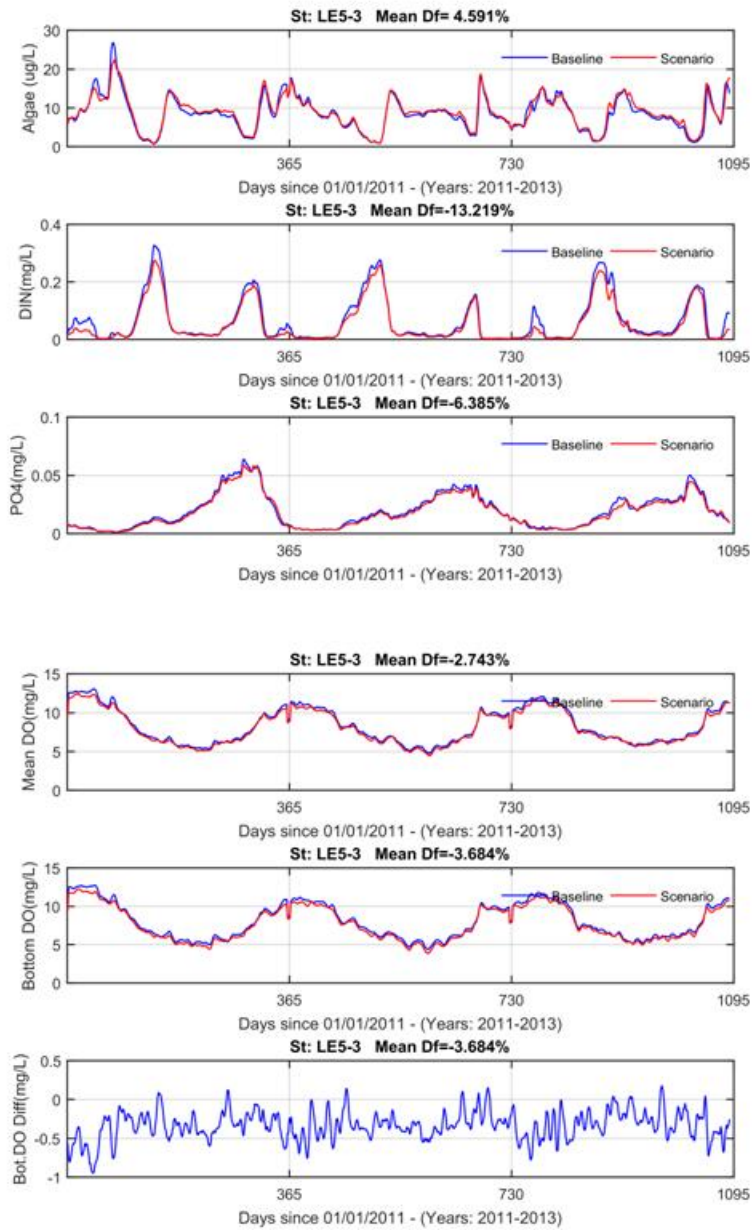 St: LE5-3 Mean Df= 4.591%
30
20
10
0
Algae (ug/L)
Baseline
Scenario
365
730
1095
Days since 01/01/2011 - (Years: 2011-2013)
St: LE5-3 Mean Df=-13.219%
0.4
0.2
0
DIN(mg/L)
Baseline
Scenario
365
730
1095
Days since 01/01/2011 - (Years: 2011-2013)
St: LE5-3 Mean Df=-6.385%
0.1
0.05
0
PO4(mg/L)
Baseline
Scenario
365
730
1095
Days since 01/01/2011 - (Years: 2011-2013)
St: LE5-3 Mean Df=-2.743%
15
10
5
0
Mean DO(mg/L)
Baseline
Scenario
365
730
1095
Days since 01/01/2011 - (Years: 2011-2013)
St: LE5-3 Mean Df=-3.684%
15
10
5
0
Bottom DO(mg/L)
Baseline
Scenario
365
730
1095
Days since 01/01/2011 - (Years: 2011-2013)
St: LE5-3 Mean Df=-3.684%
0.5
0
-0.5
-1
Bot.DO Diff(mg/L)
365
730
1095
Days since 01/01/2011 - (Years: 2011-2013)